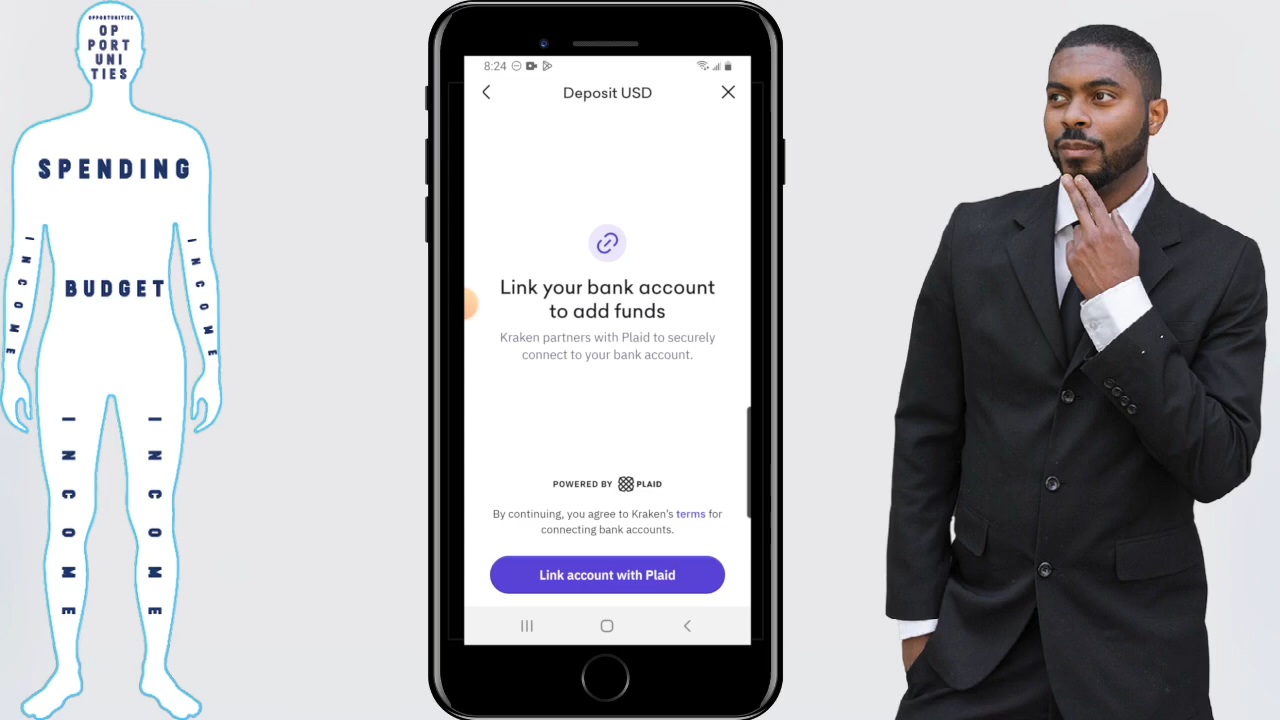 OPPORTUNITIES
OP
PORT
UNI
TIES
SPENDING
INCOME
INCOME
BUDGET
INCOME
INCOME
8:24
Deposit USD
Link your bank account
to add funds
Kraken partners with Plaid to securely
connect to your bank account.
POWERED BY PLAID
By continuing, you agree to Kraken's terms for
connecting bank accounts.
Link account with Plaid